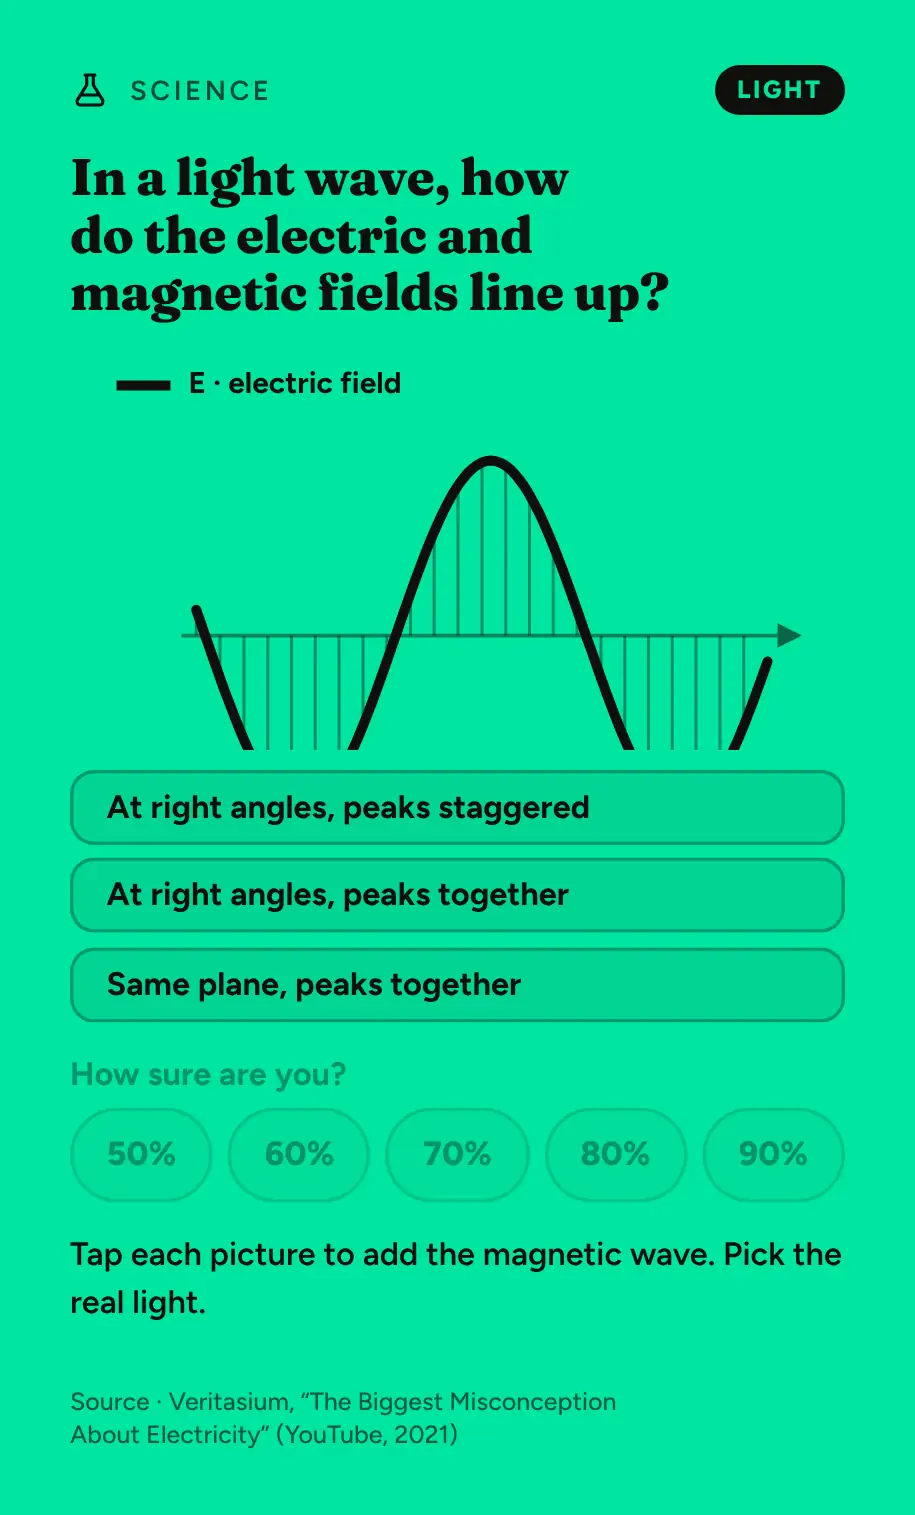 SCIENCE
LIGHT
In a light wave, how
do the electric and
magnetic fields line up?
E · electric field
At right angles, peaks staggered
At right angles, peaks together
Same plane, peaks together
How sure are you?
50% 60% 70% 80% 90%
Tap each picture to add the magnetic wave. Pick the
real light.
Source · Veritasium, “The Biggest Misconception
About Electricity” (YouTube, 2021)